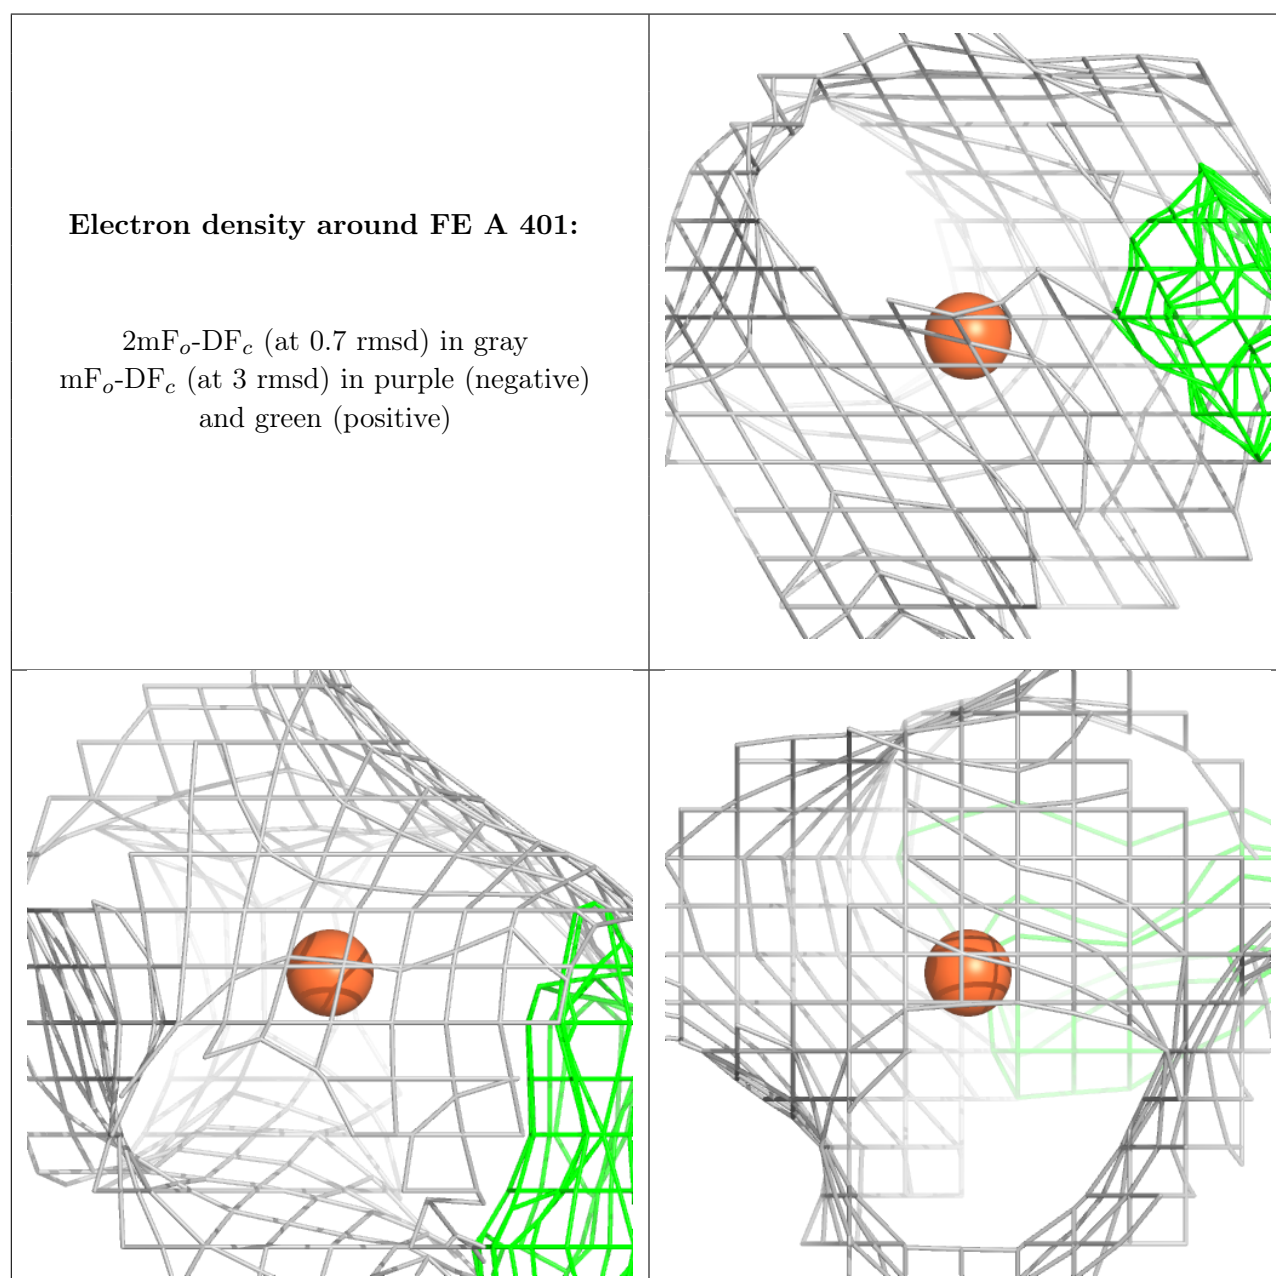 Electron density around FE A 401:
2mFo-DFc (at 0.7 rmsd) in gray
mFo-DFc (at 3 rmsd) in purple (negative)
and green (positive)